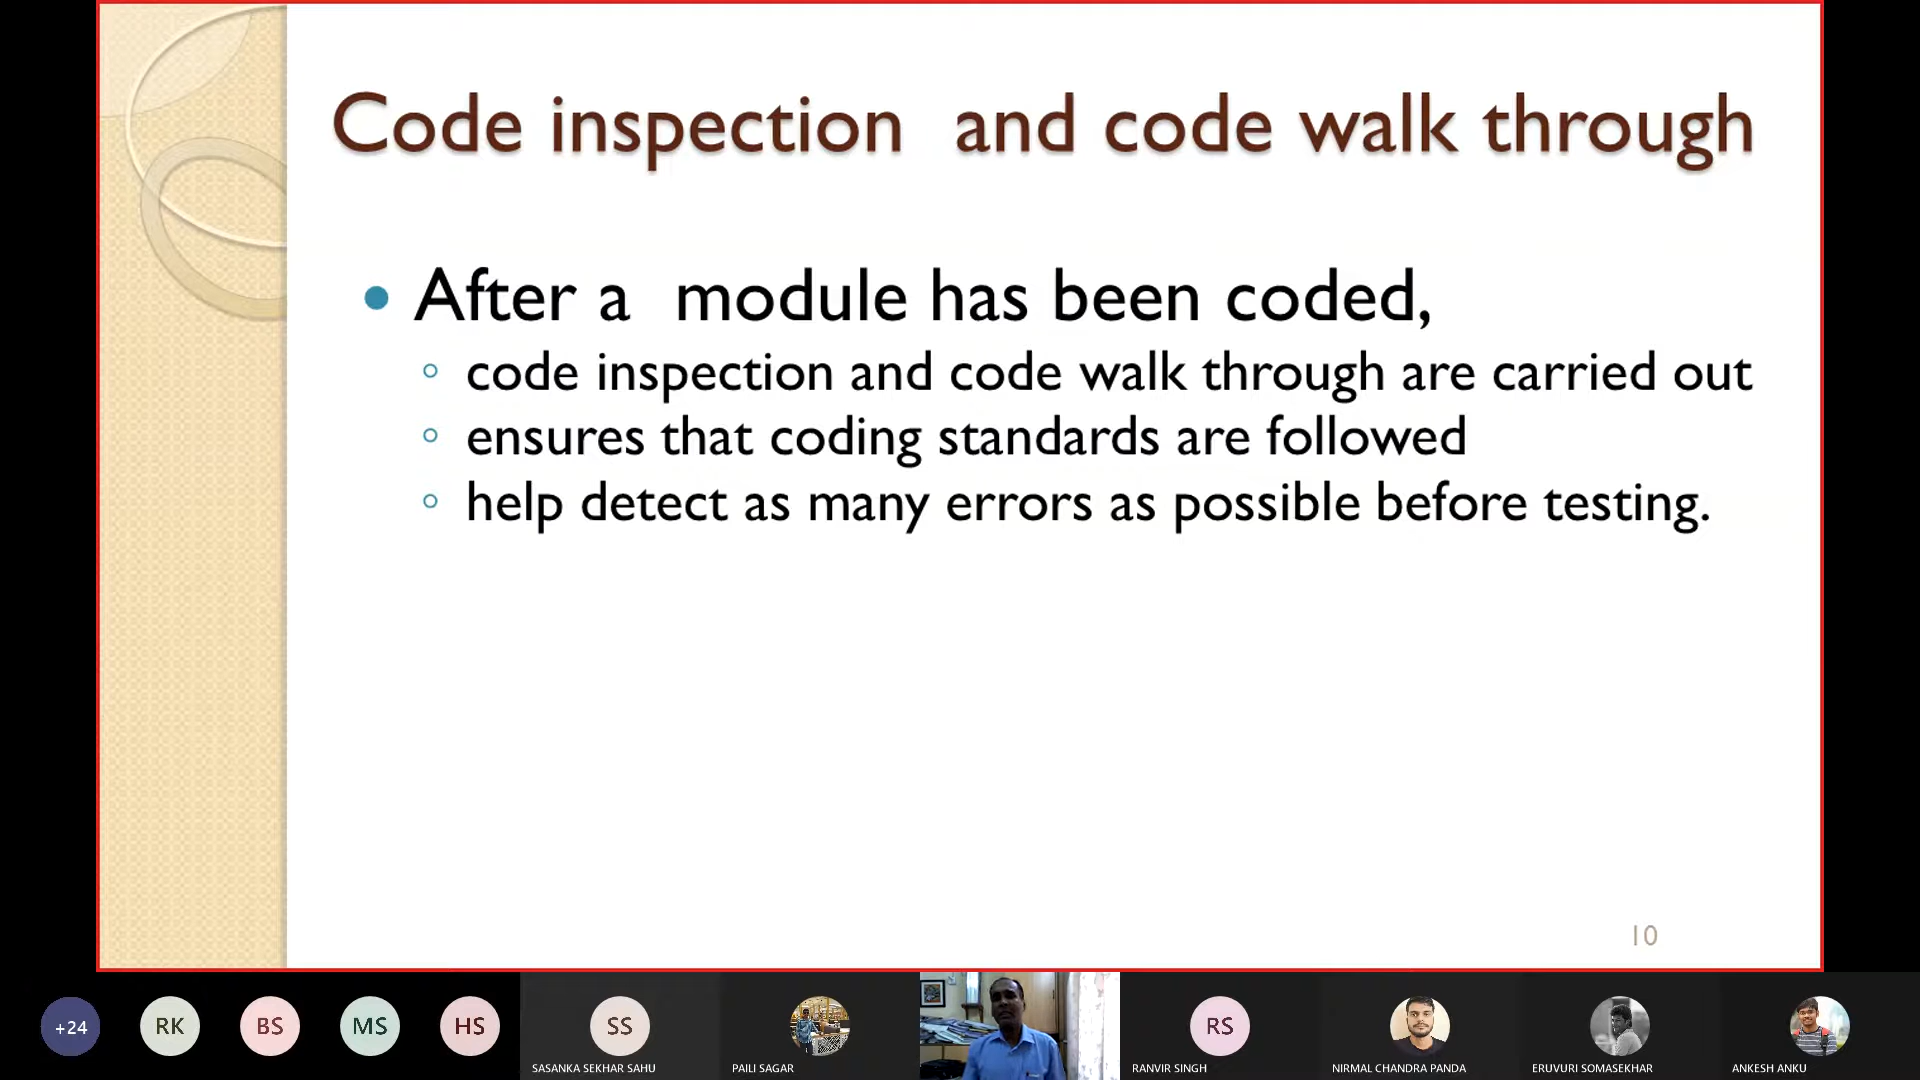 Code inspection and code walk through
After a module has been coded,
code inspection and code walk through are carried out
ensures that coding standards are followed
help detect as many errors as possible before testing.
10
+24
RK
BS
MS
HS
SS
RS
SASANKA SEKHAR SAHU
PAILI SAGAR
RANVIR SINGH
NIRMAL CHANDRA PANDA
ERUVURI SOMASEKHAR
ANKESH ANKU